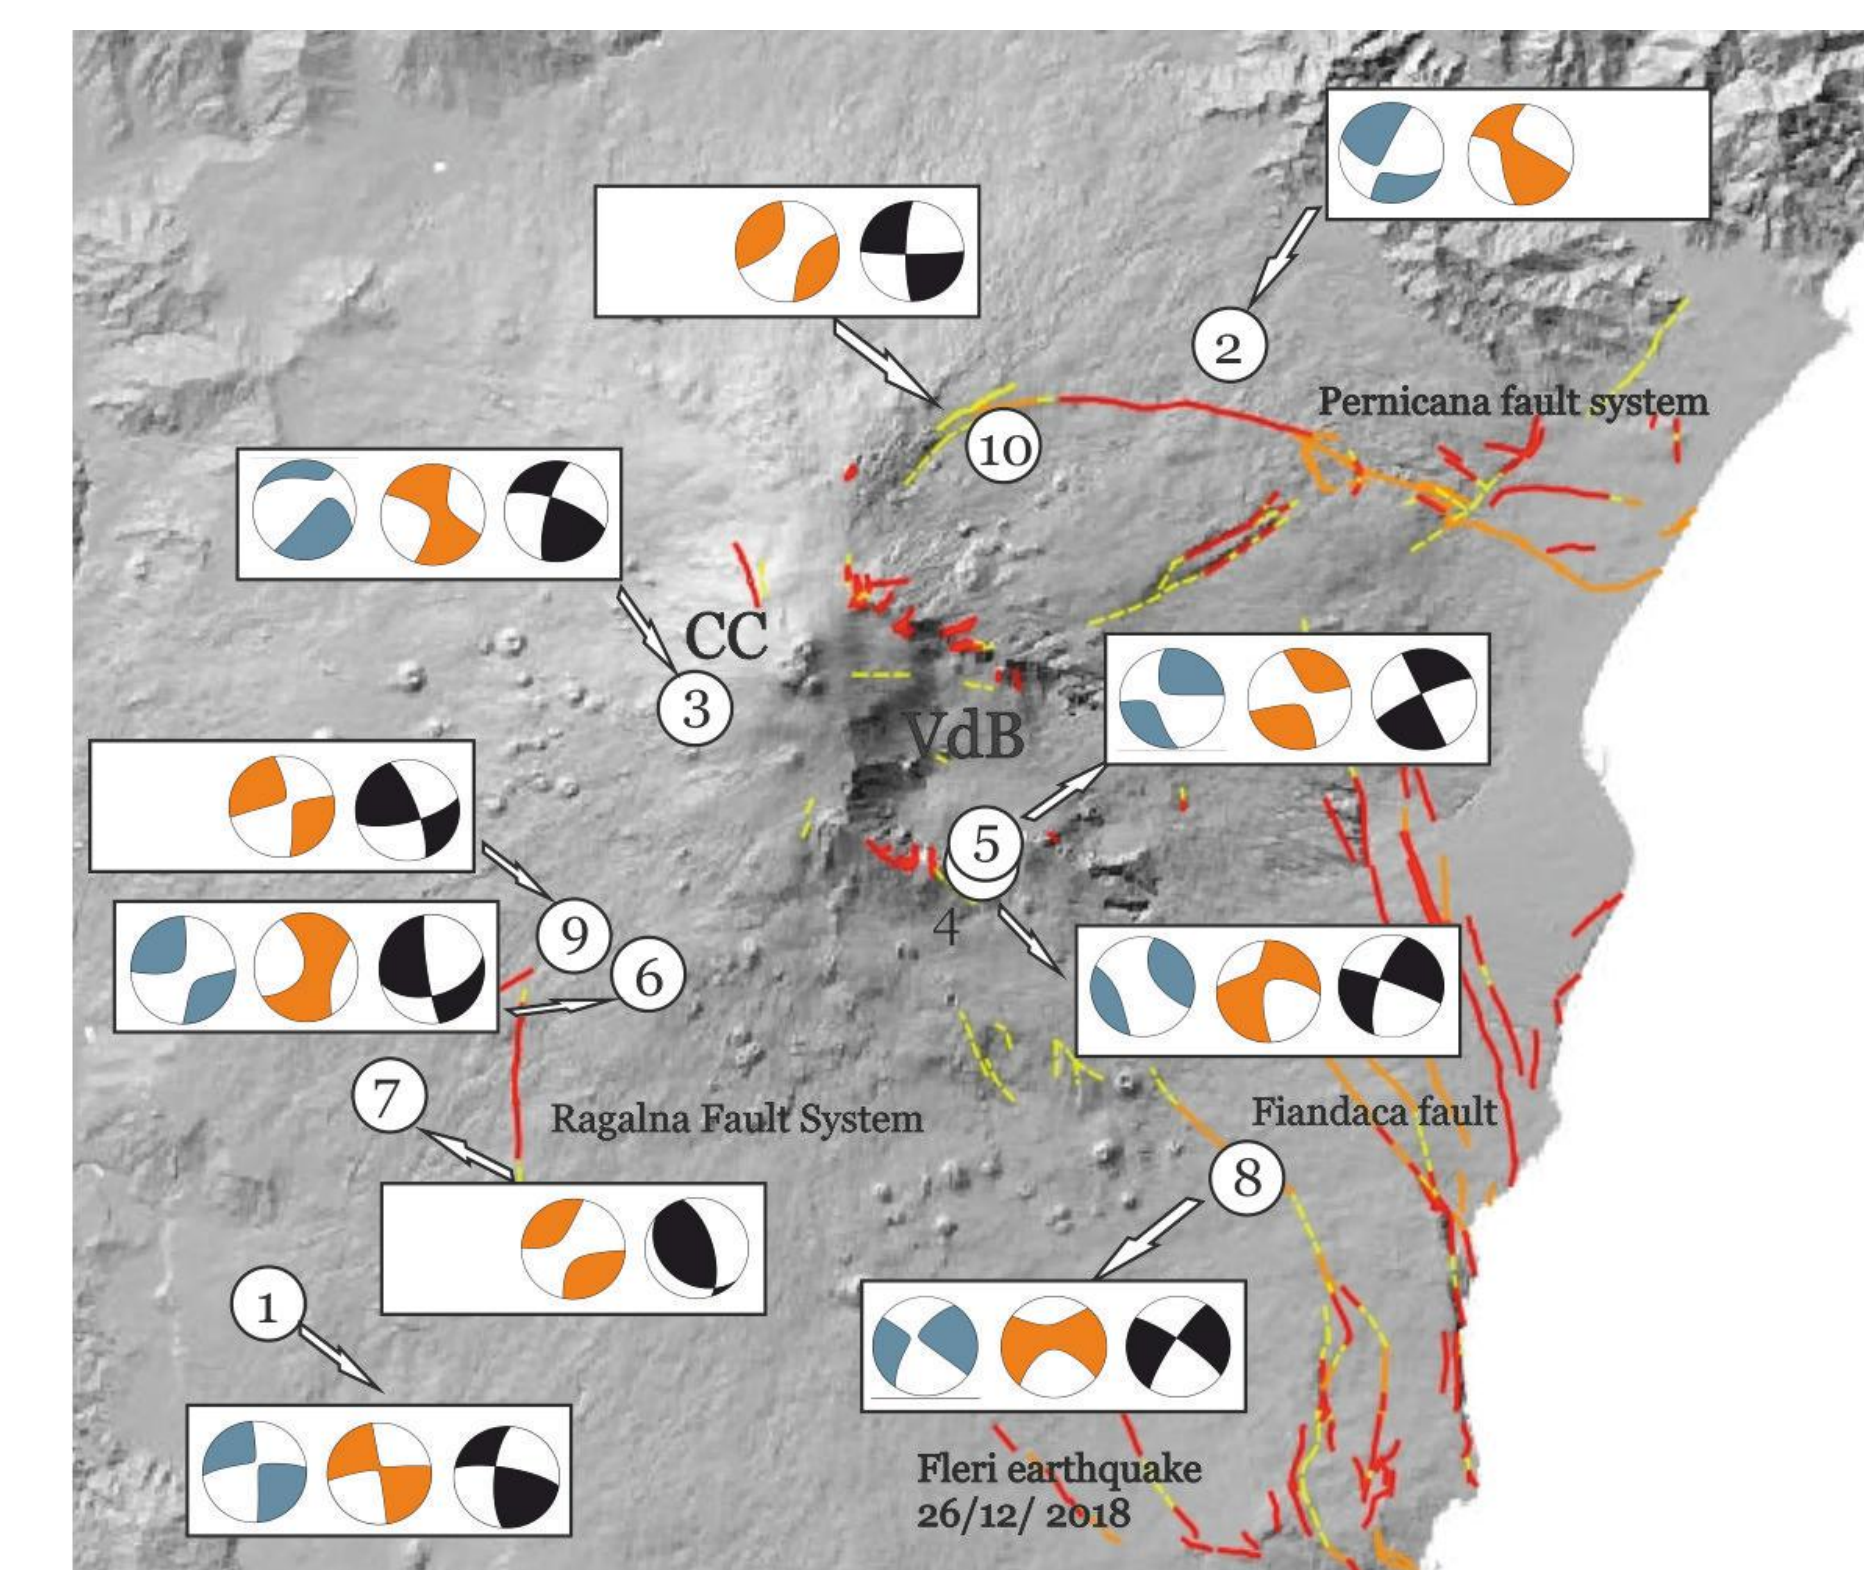 2
Pernicana fault system
10
CC
3
VdB
5
4
9
6
7
Ragalna Fault System
Fiandaca fault
8
1
Fleri earthquake
26/12/ 2018